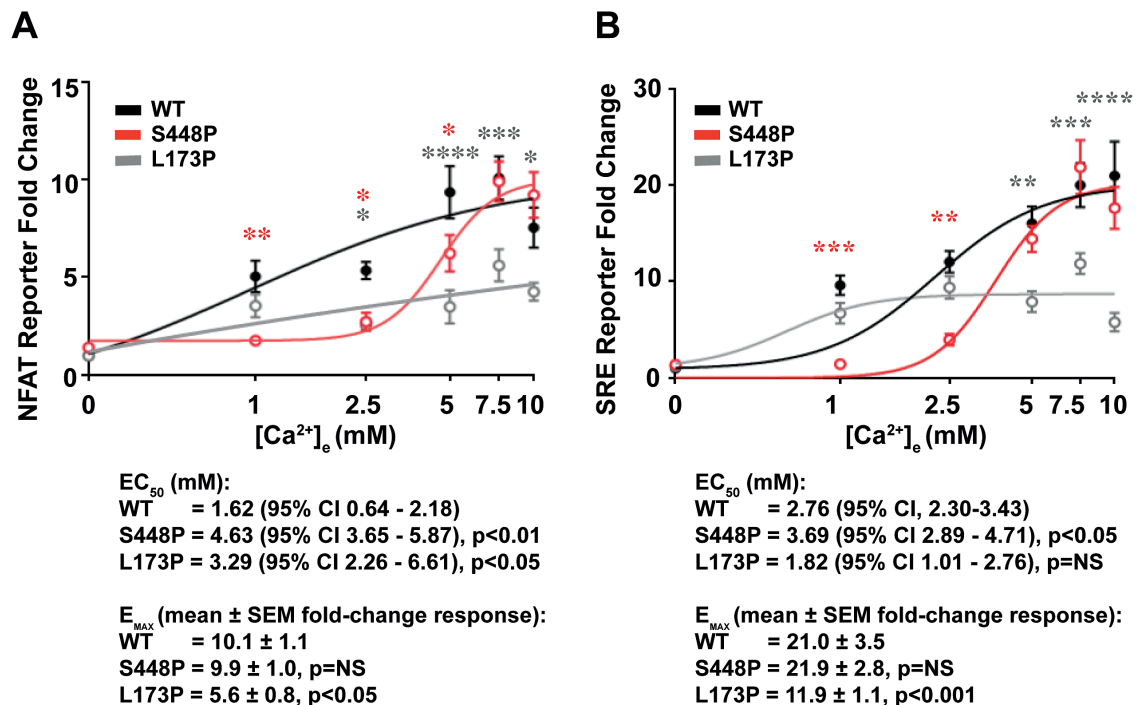 A
NFAT Reporter Fold Change
15
10
5
0
WT
S448P
L173P
**
*
*
*
****
***
*
0
1
2.5
5
7.5
10
[Ca²⁺]ₑ (mM)
EC₅₀ (mM):
WT = 1.62 (95% CI 0.64 - 2.18)
S448P = 4.63 (95% CI 3.65 - 5.87), p<0.01
L173P = 3.29 (95% CI 2.26 - 6.61), p<0.05
E_MAX (mean ± SEM fold-change response):
WT = 10.1 ± 1.1
S448P = 9.9 ± 1.0, p=NS
L173P = 5.6 ± 0.8, p<0.05
B
SRE Reporter Fold Change
30
20
10
0
WT
S448P
L173P
***
**
**
***
****
0
1
2.5
5
7.5
10
[Ca²⁺]ₑ (mM)
EC₅₀ (mM):
WT = 2.76 (95% CI, 2.30-3.43)
S448P = 3.69 (95% CI 2.89 - 4.71), p<0.05
L173P = 1.82 (95% CI 1.01 - 2.76), p=NS
E_MAX (mean ± SEM fold-change response):
WT = 21.0 ± 3.5
S448P = 21.9 ± 2.8, p=NS
L173P = 11.9 ± 1.1, p<0.001